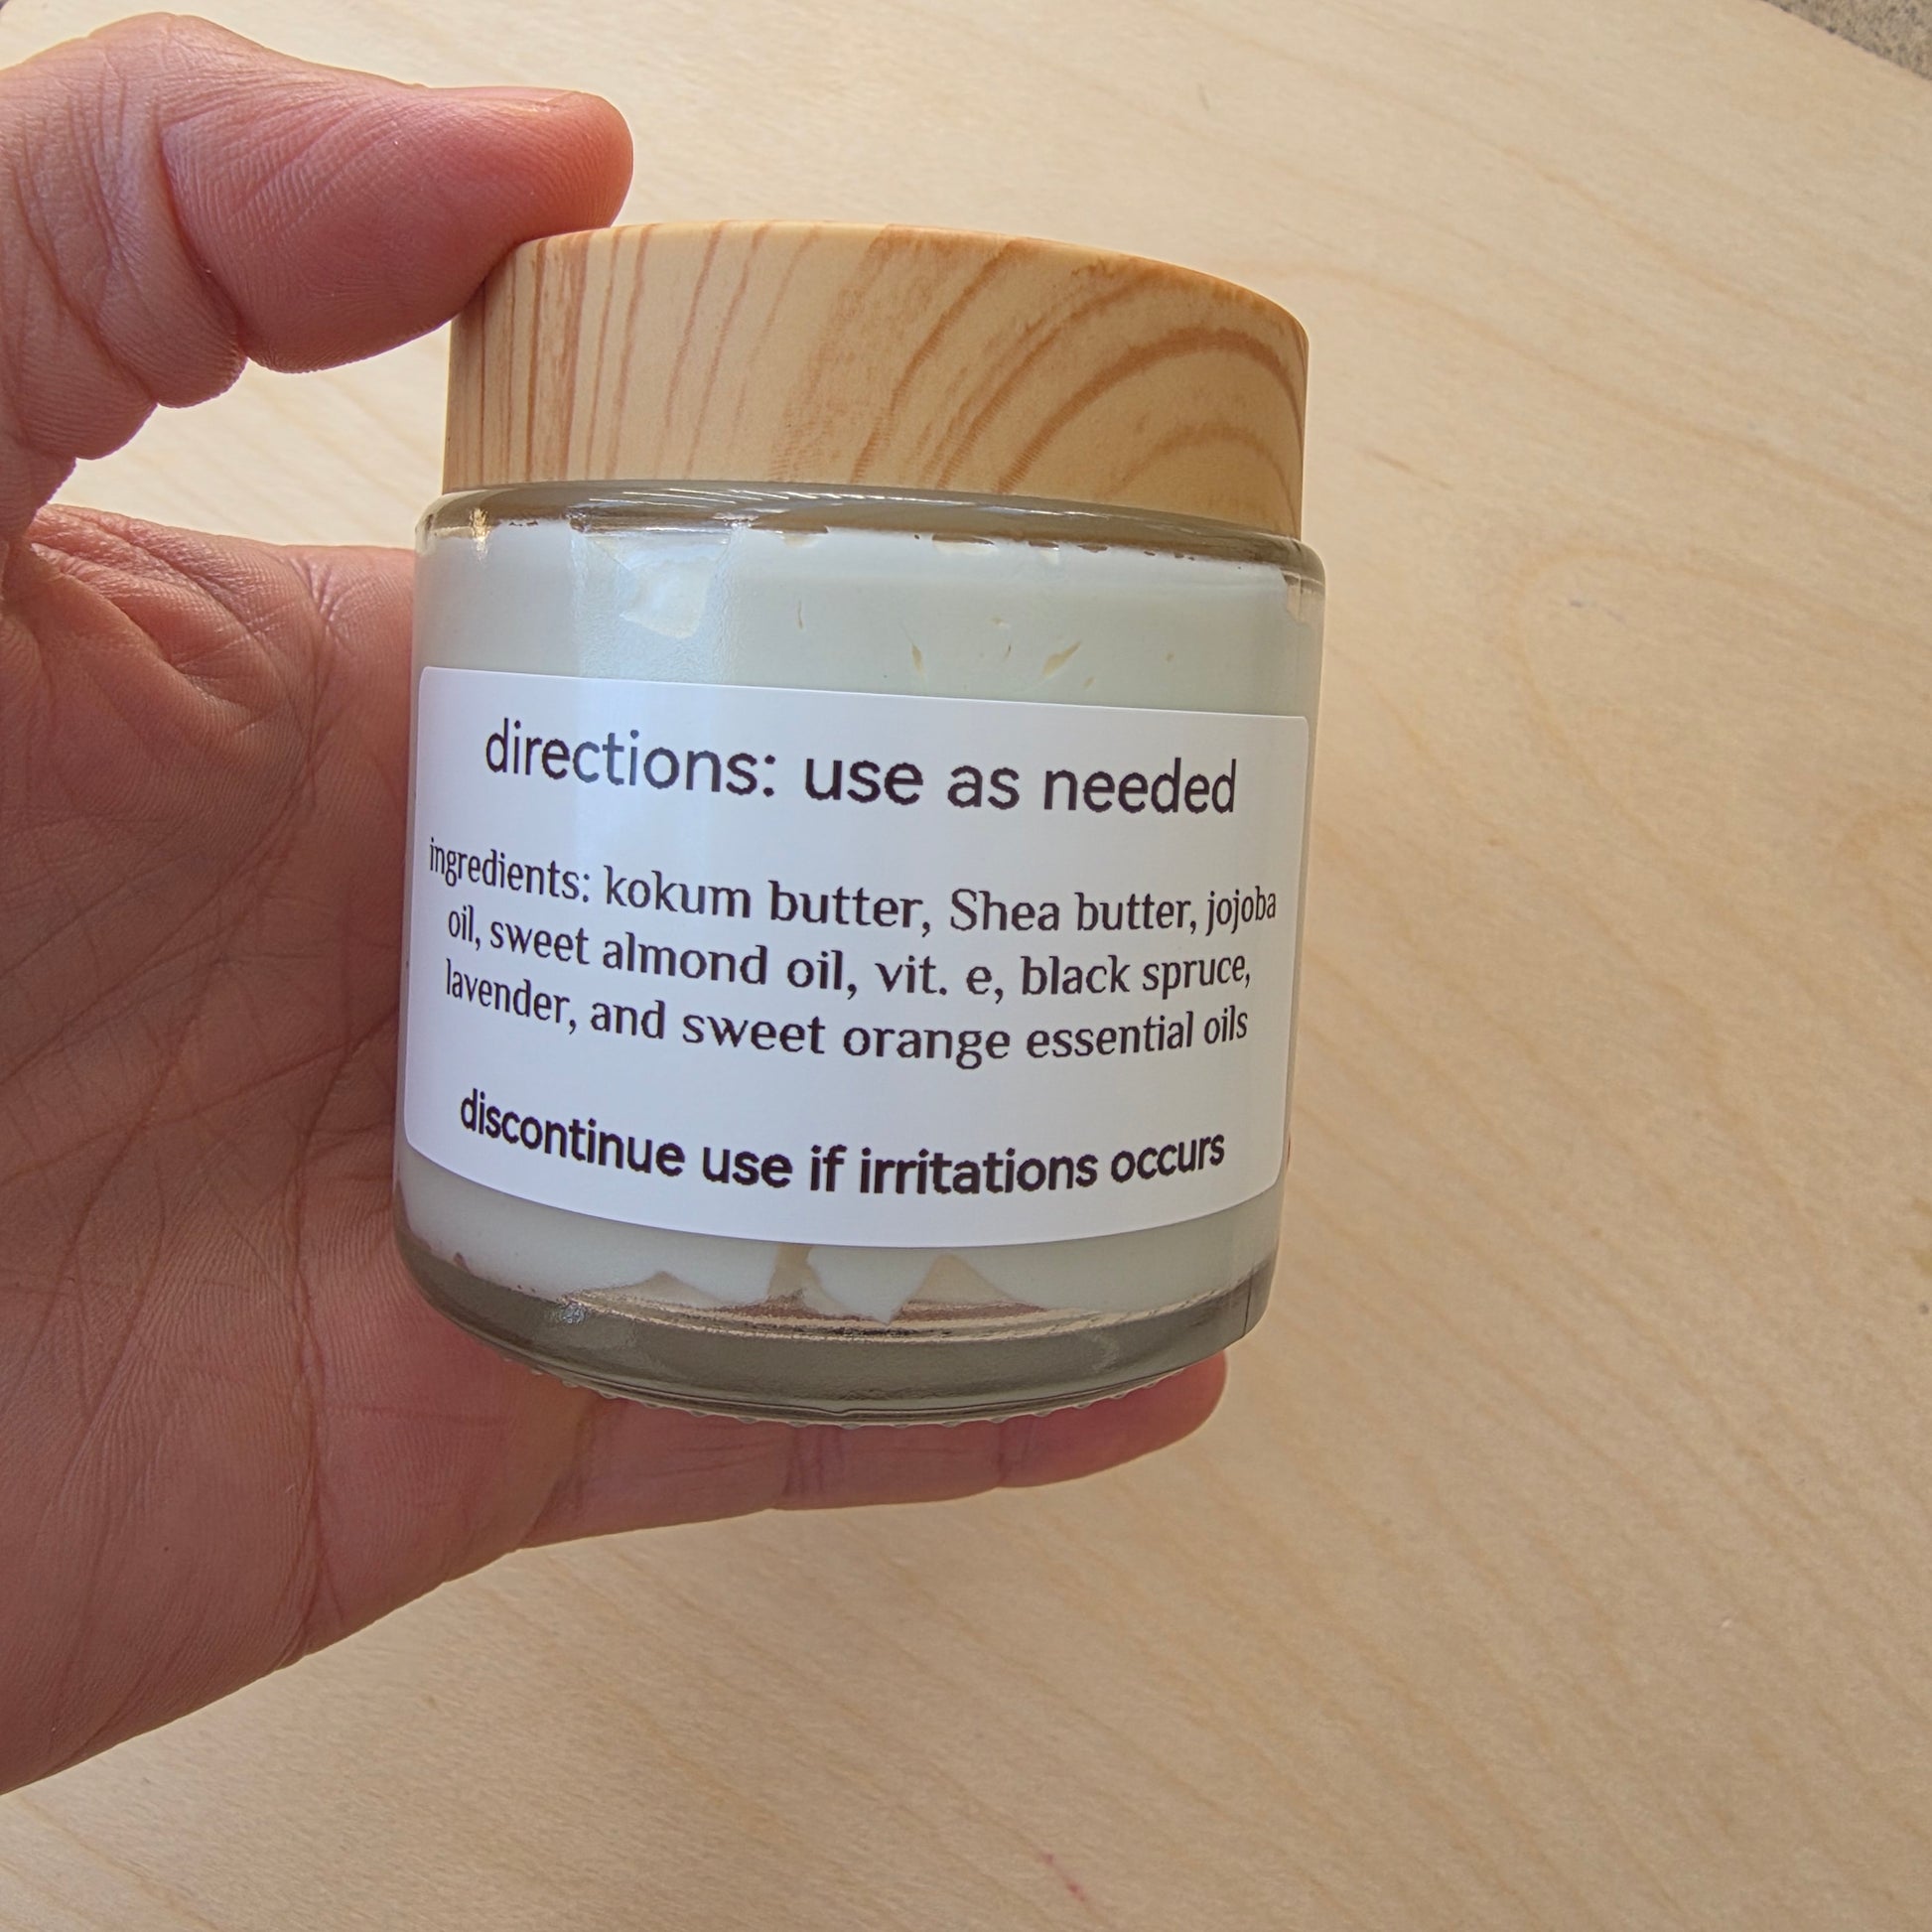 directions: use as needed
ingredients: kokum butter, Shea butter, jojoba
oil, sweet almond oil, vit. e, black spruce,
lavender, and sweet orange essential oils
discontinue use if irritations occurs